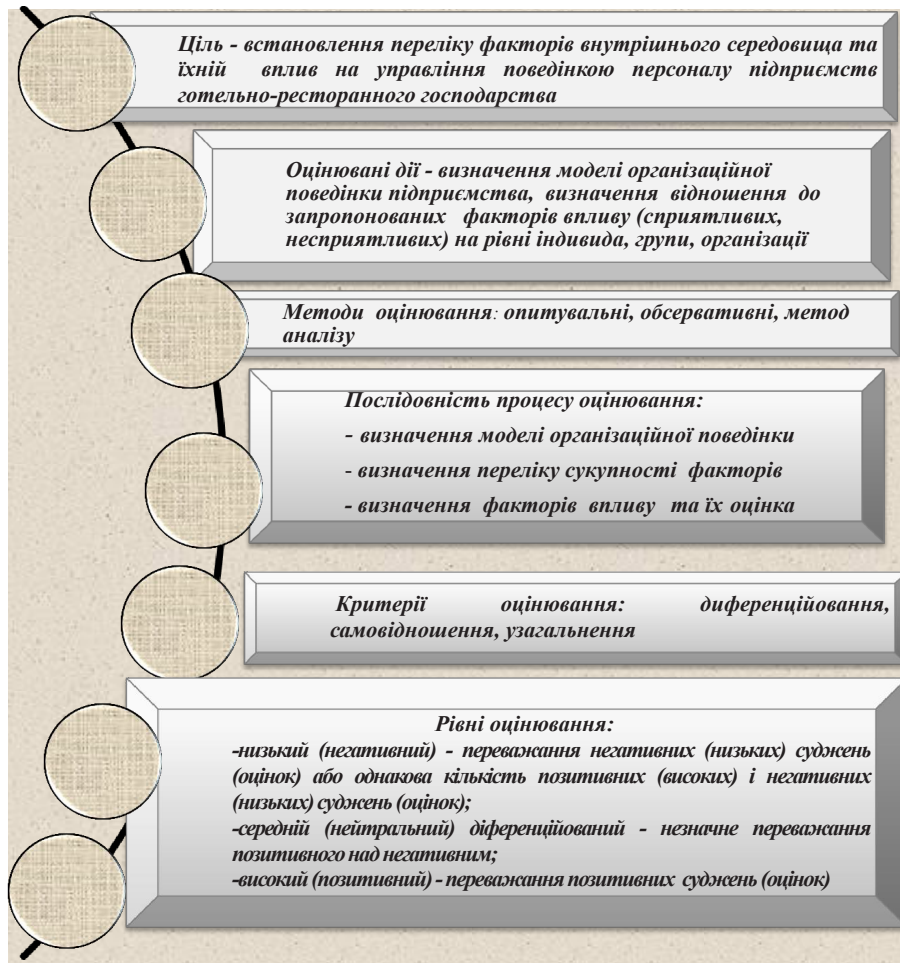 Ціль - встановлення переліку факторів внутрішнього середовища та
їхній вплив на управління поведінкою персоналу підприємств
готельно-ресторанного господарства
Оцінювані дії - визначення моделі організаційної
поведінки підприємства, визначення відношення до
запропонованих факторів впливу (сприятливих,
несприятливих) на рівні індивида, групи, організації
Методи оцінювання: опитувальні, обсервативні, метод
аналізу
Послідовність процесу оцінювання:
- визначення моделі організаційної поведінки
- визначення переліку сукупності факторів
- визначення факторів впливу та їх оцінка
Критерії оцінювання: диференційовання,
самовідношення, узагальнення
Рівні оцінювання:
-низький (негативний) - переважання негативних (низьких) суджень
(оцінок) або однакова кількість позитивних (високих) і негативних
(низьких) суджень (оцінок);
-середній (нейтральний) діференційований - незначне переважання
позитивного над негативним;
-високий (позитивний) - переважання позитивних суджень (оцінок)